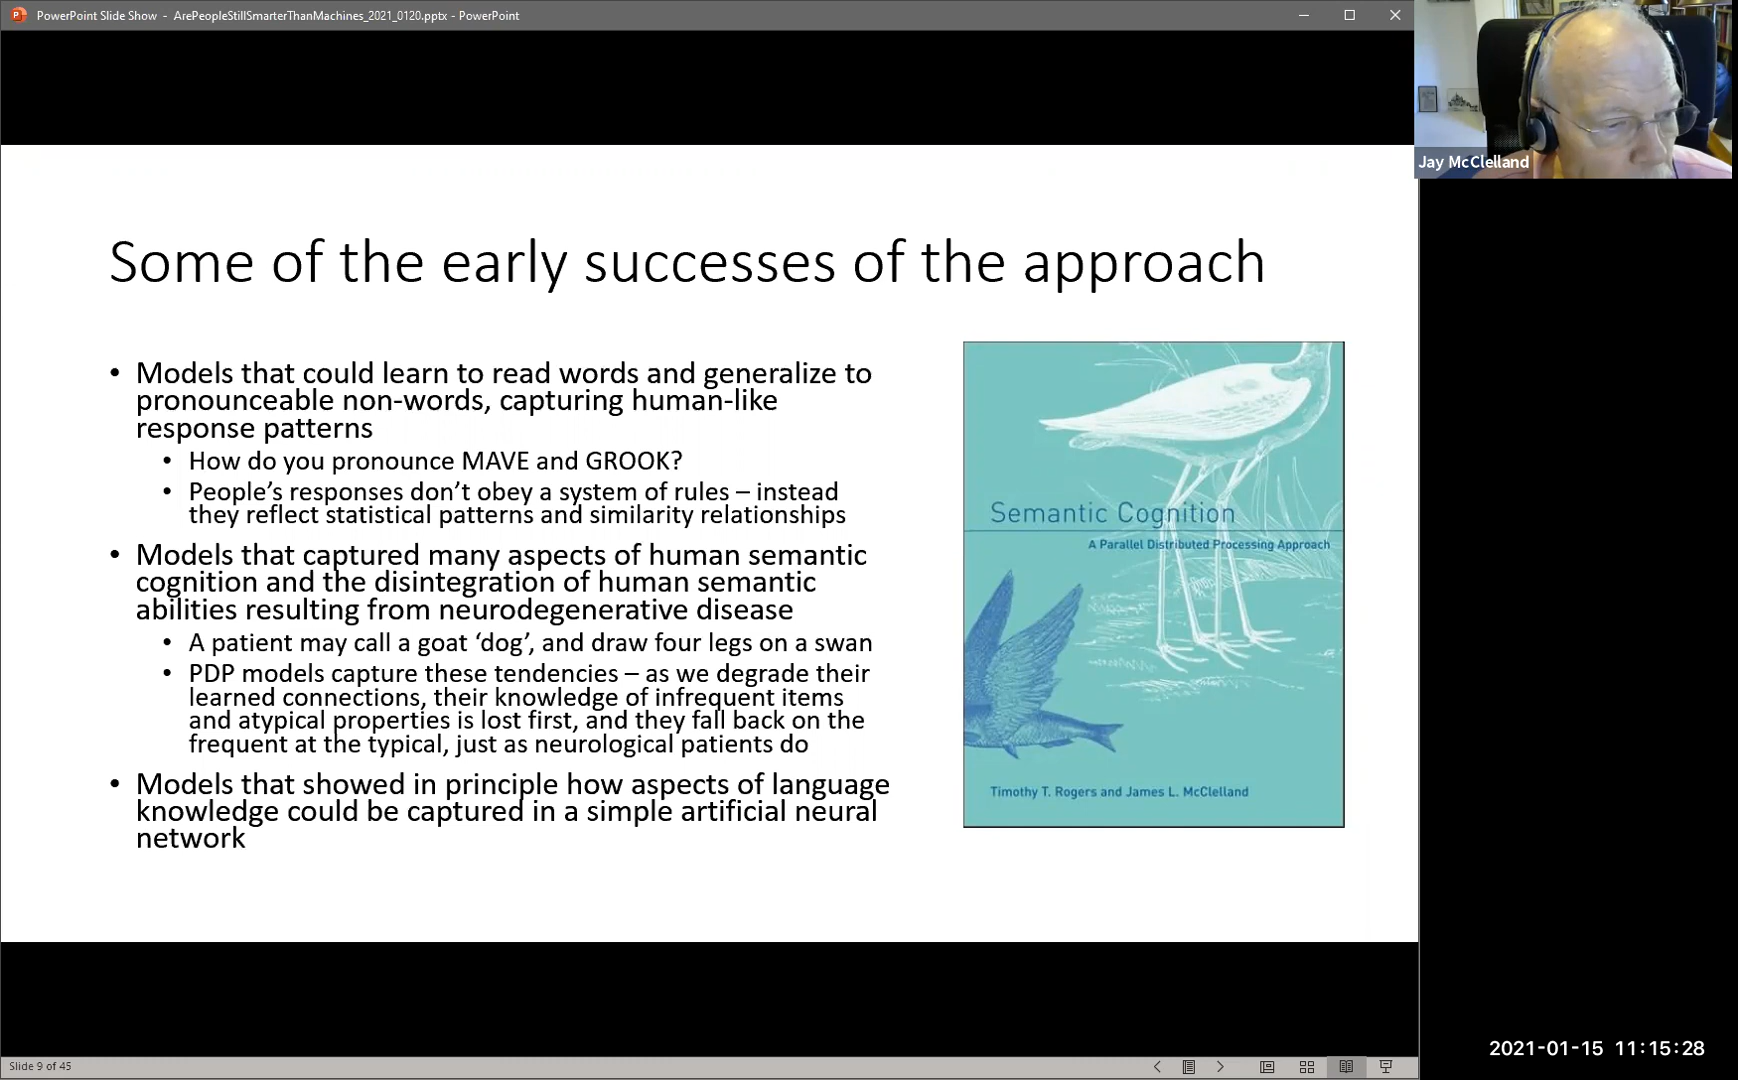 PowerPoint Slide Show - ArePeopleStillSmarterThanMachines_2021_0120.pptx - PowerPoint
Jay McClelland
Some of the early successes of the approach
• Models that could learn to read words and generalize to
pronounceable non-words, capturing human-like
response patterns
• How do you pronounce MAVE and GROOK?
• People's responses don't obey a system of rules – instead
they reflect statistical patterns and similarity relationships
• Models that captured many aspects of human semantic
cognition and the disintegration of human semantic
abilities resulting from neurodegenerative disease
• A patient may call a goat ‘dog’, and draw four legs on a swan
• PDP models capture these tendencies – as we degrade their
learned connections, their knowledge of infrequent items
and atypical properties is lost first, and they fall back on the
frequent at the typical, just as neurological patients do
• Models that showed in principle how aspects of language
knowledge could be captured in a simple artificial neural
network
Semantic Cognition
A Parallel Distributed Processing Approach
Timothy T. Rogers and James L. McClelland
2021-01-15 11:15:28
Slide 9 of 45